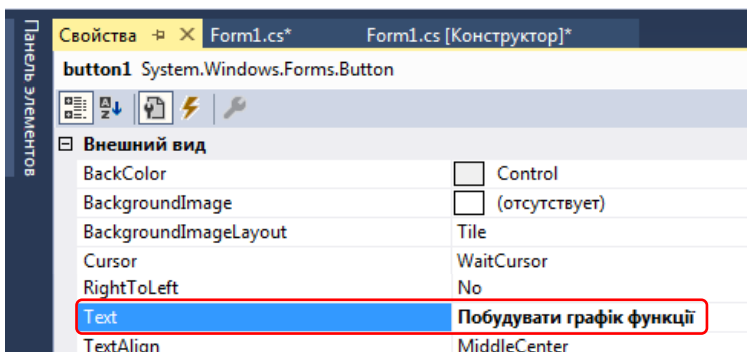 Панель элементов
Свойства Form1.cs* Form1.cs [Конструктор]*
button1 System.Windows.Forms.Button
Внешний вид
BackColor Control
BackgroundImage (отсутствует)
BackgroundImageLayout Tile
Cursor WaitCursor
RightToLeft No
Text Побудувати графік функції
TextAlign MiddleCenter